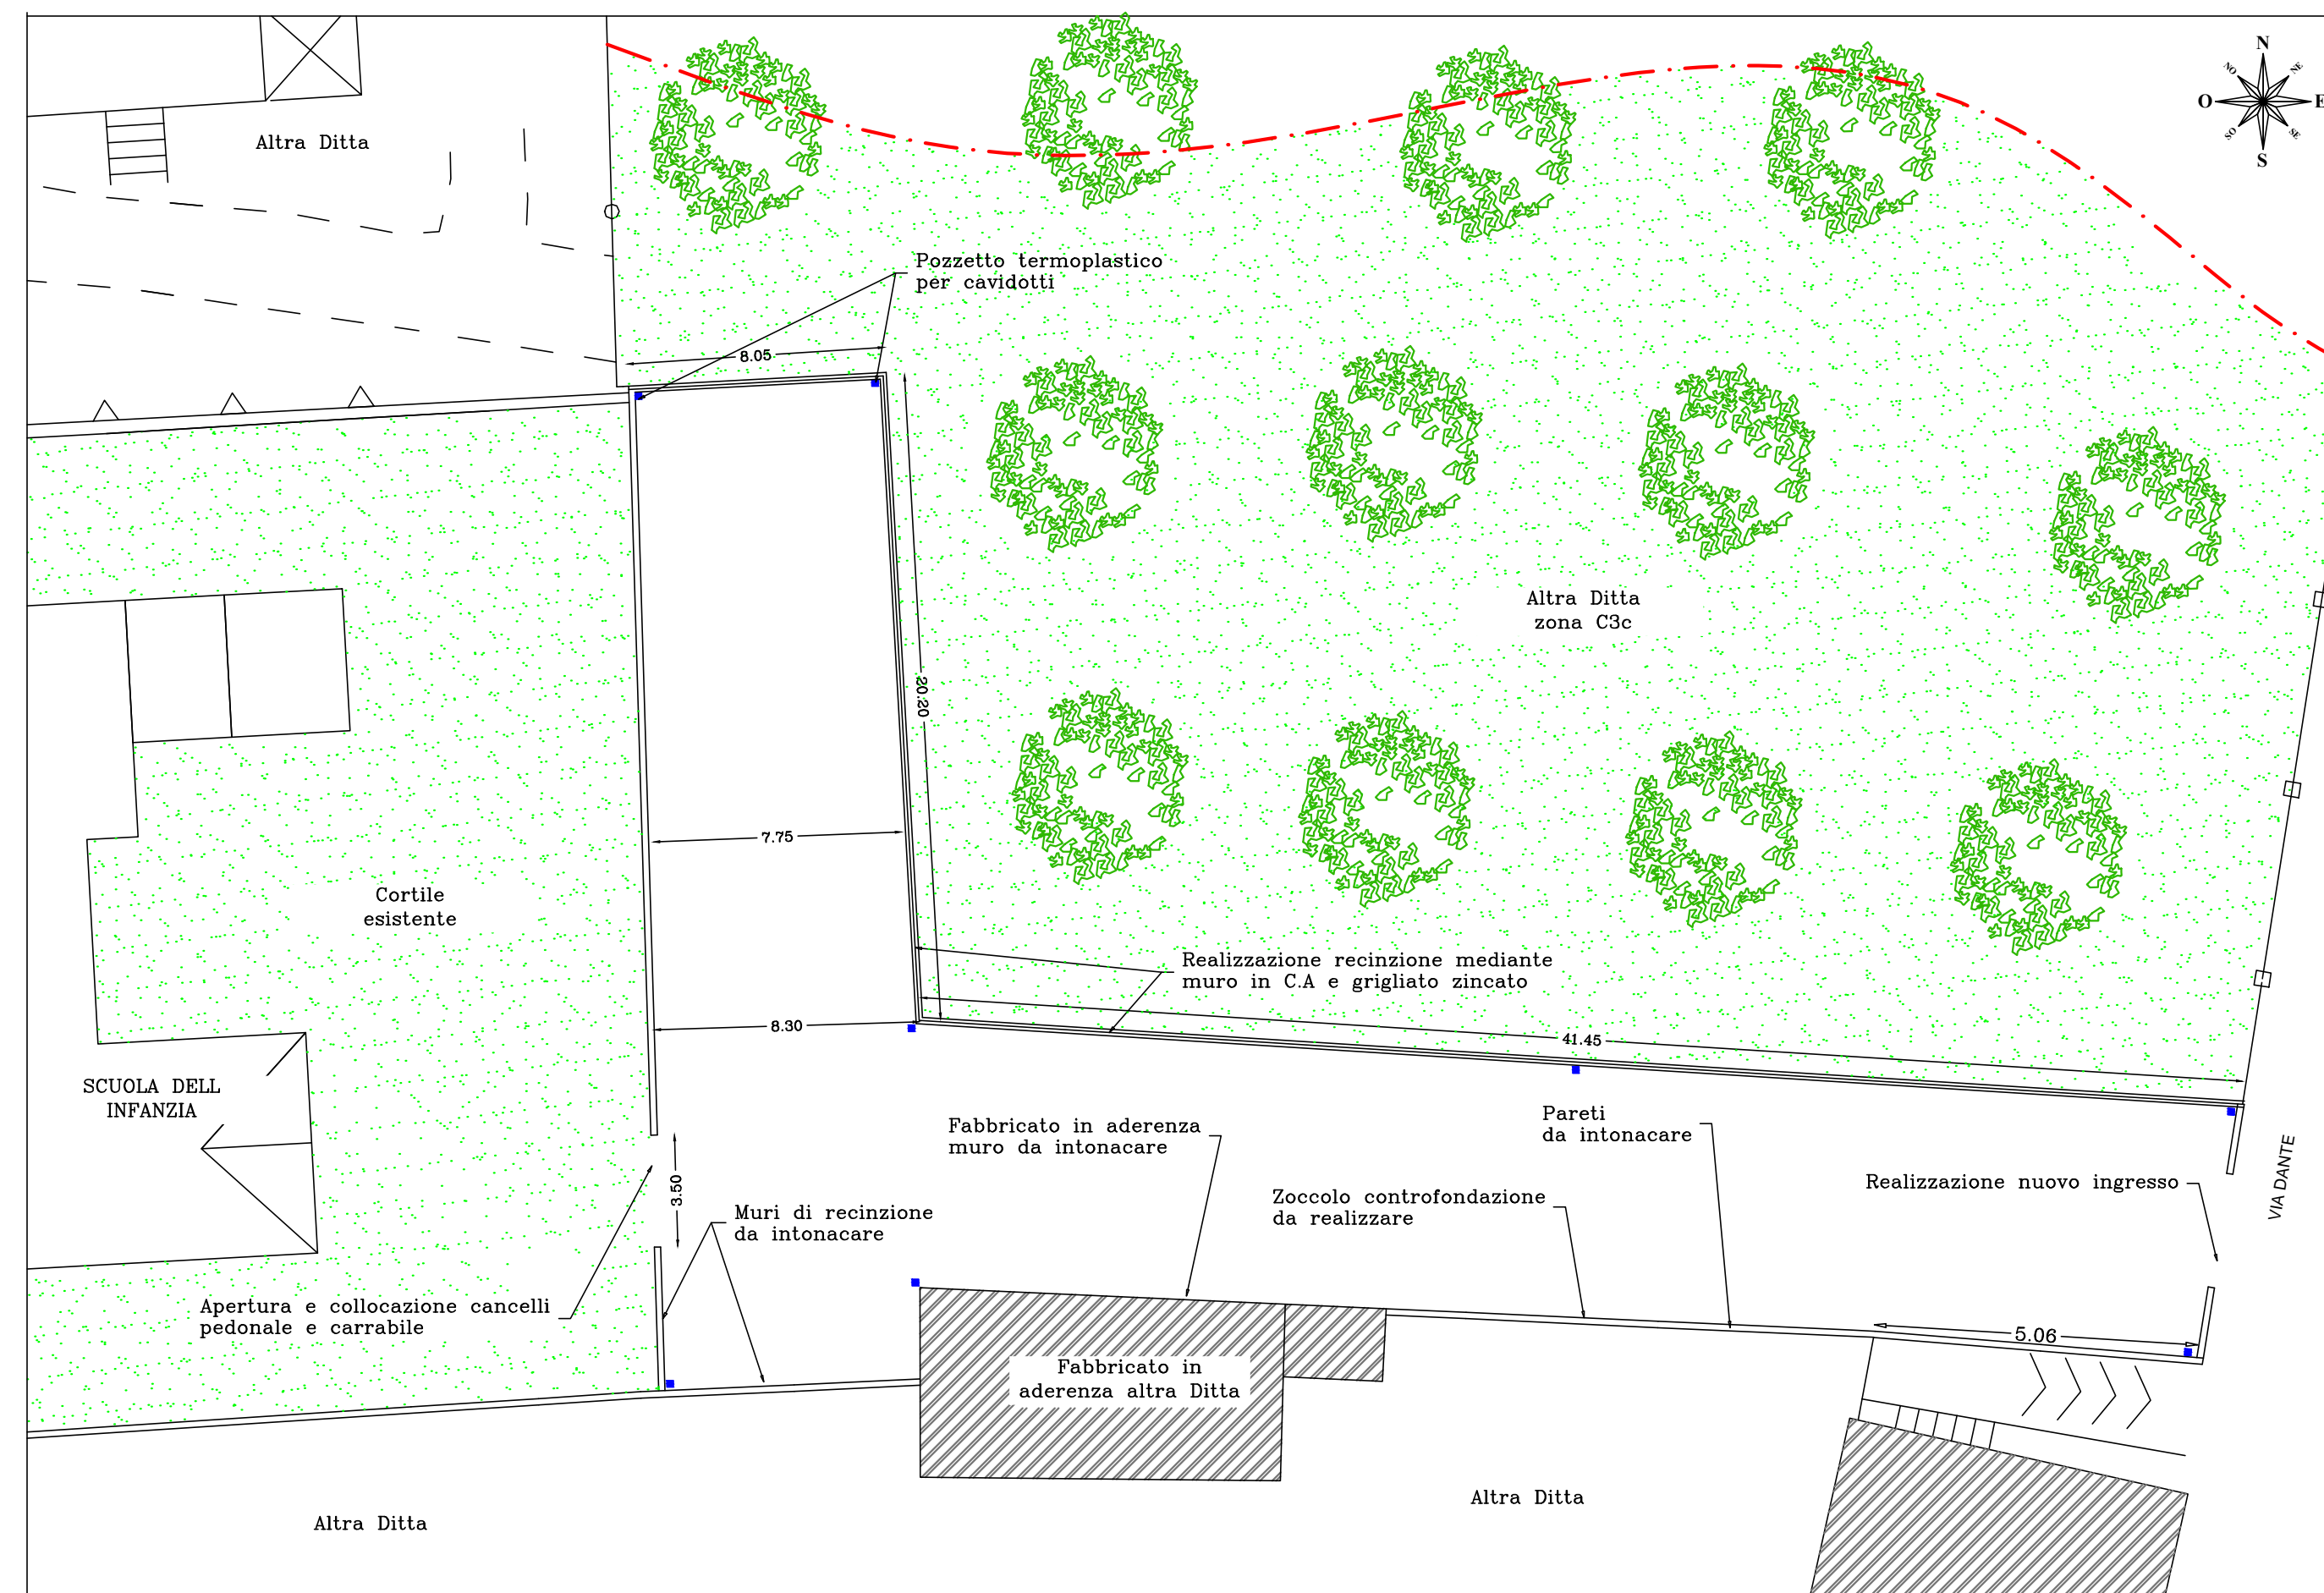 N
NO
NE
O
E
SO
SE
S
Altra Ditta
Pozzetto termoplastico
per cavidotti
8.05
20.20
Altra Ditta
zona C3c
7.75
Cortile
esistente
Realizzazione recinzione mediante
muro in C.A e grigliato zincato
8.30
41.45
SCUOLA DELL
INFANZIA
Fabbricato in aderenza
muro da intonacare
Pareti
da intonacare
VIA DANTE
Realizzazione nuovo ingresso
3.50
Zoccolo controfondazione
da realizzare
Muri di recinzione
da intonacare
Apertura e collocazione cancelli
pedonale e carrabile
5.06
Fabbricato in
aderenza altra Ditta
Altra Ditta
Altra Ditta